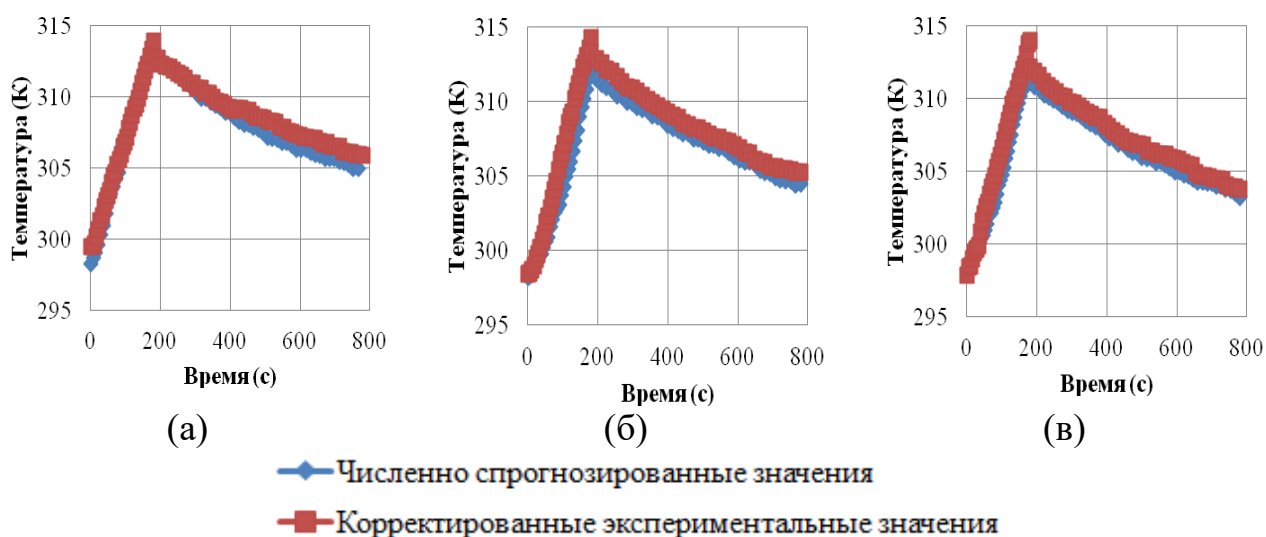 315
310
305
300
295
Температура (К)
0 200 400 600 800
Время (с)
(а)
315
310
305
300
295
Температура (К)
0 200 400 600 800
Время (с)
(б)
315
310
305
300
295
Температура (К)
0 200 400 600 800
Время (с)
(в)
Численно спрогнозированные значения
Корректированные экспериментальные значения